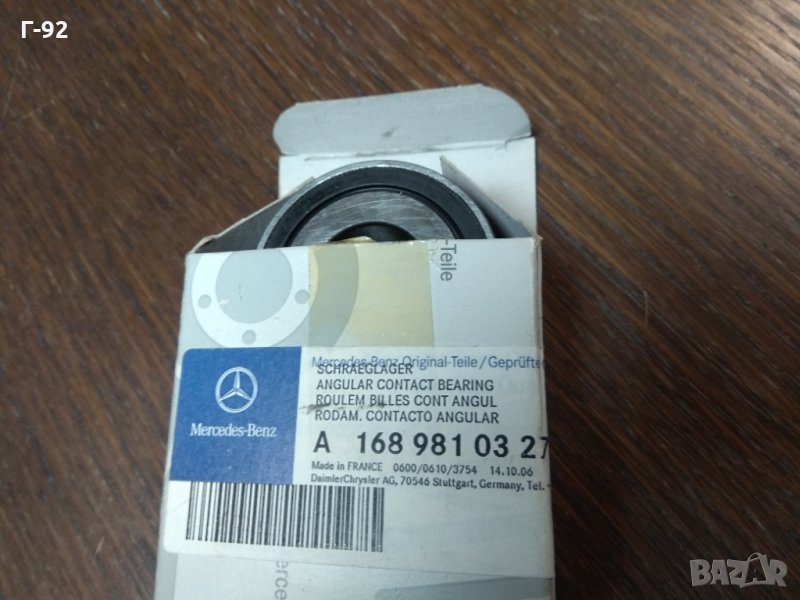 Г-92
-Teile
Mercedes-Benz Original-Teile/Geprüfte
SCHRAEGLAGER
ANGULAR CONTACT BEARING
ROULEM BILLES CONT ANGUL
RODAM. CONTACTO ANGULAR
Mercedes-Benz
A 168 981 03 27
Made in FRANCE 0600/0610/3754 14.10.06
DaimlerChrysler AG, 70546 Stuttgart, Germany, Tel.
BAZAR